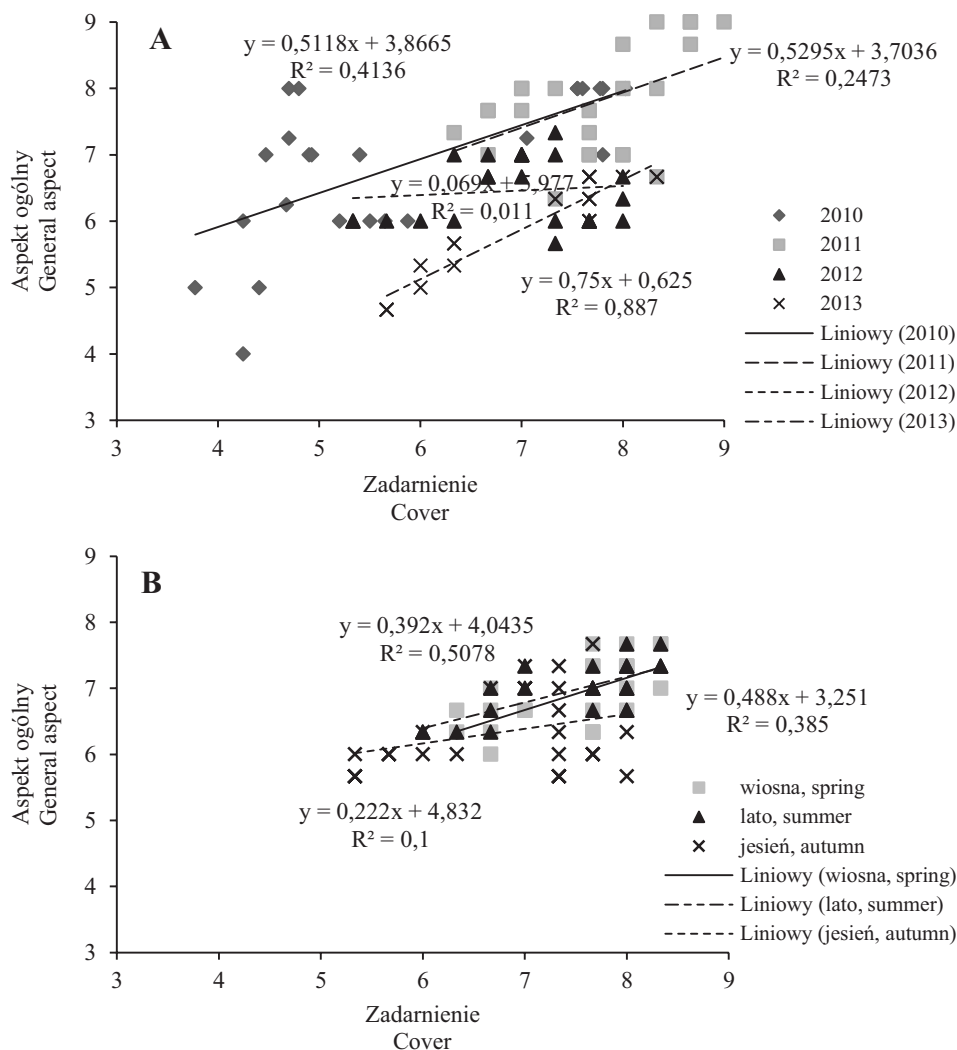 9
A
y = 0,5118x + 3,8665
R² = 0,4136
y = 0,5295x + 3,7036
R² = 0,2473
8
7
y = 0,069x + 5,977
R² = 0,011
6
y = 0,75x + 0,625
R² = 0,887
5
4
3
Aspekt ogólny
General aspect
2010
2011
2012
2013
Liniowy (2010)
Liniowy (2011)
Liniowy (2012)
Liniowy (2013)
3 4 5 6 7 8 9
Zadarnienie
Cover
9
B
8
y = 0,392x + 4,0435
R² = 0,5078
7
y = 0,488x + 3,251
R² = 0,385
6
y = 0,222x + 4,832
R² = 0,1
5
4
3
Aspekt ogólny
General aspect
wiosna, spring
lato, summer
jesień, autumn
Liniowy (wiosna, spring)
Liniowy (lato, summer)
Liniowy (jesień, autumn)
3 4 5 6 7 8 9
Zadarnienie
Cover